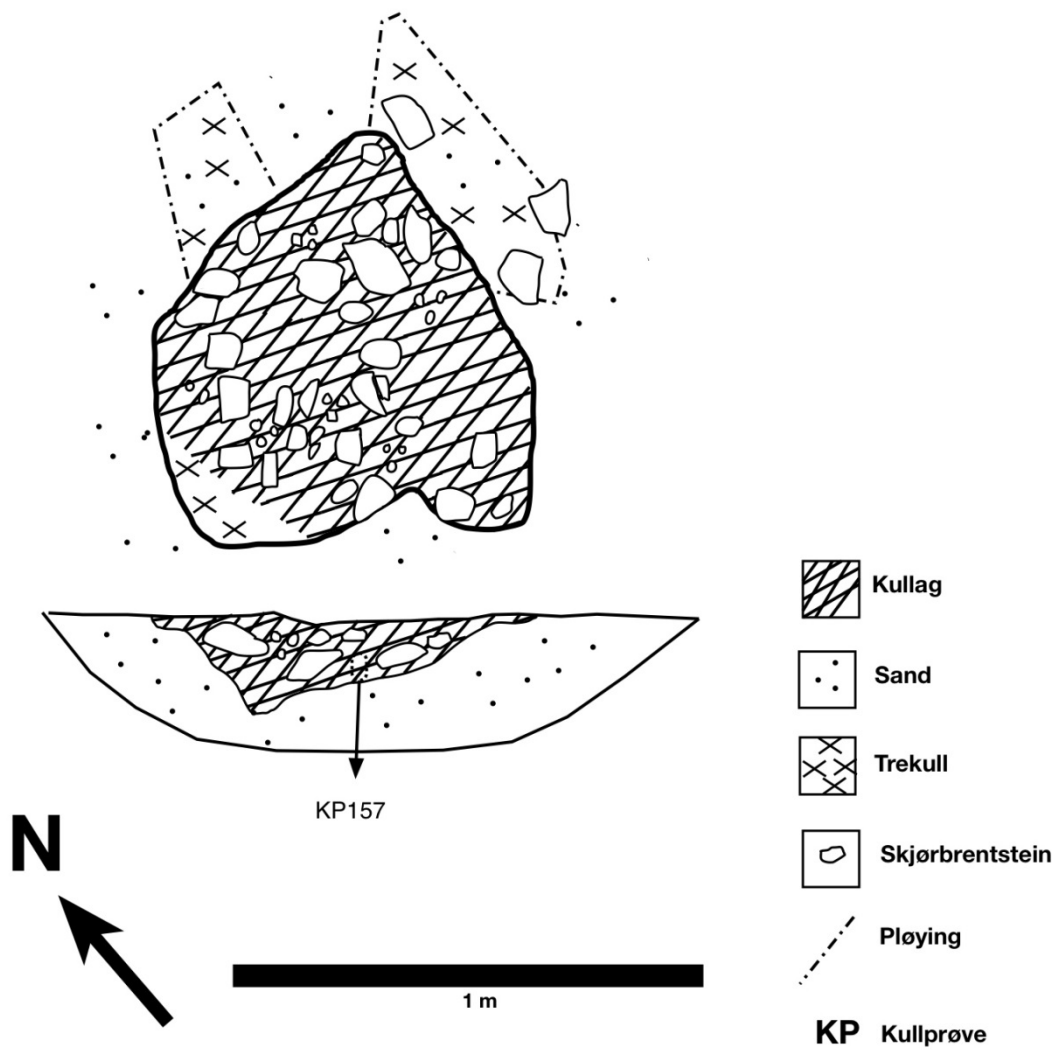 Kullag
Sand
Trekull
KP157
N
Skjørbrentstein
Pløying
1 m
KP Kullprøve